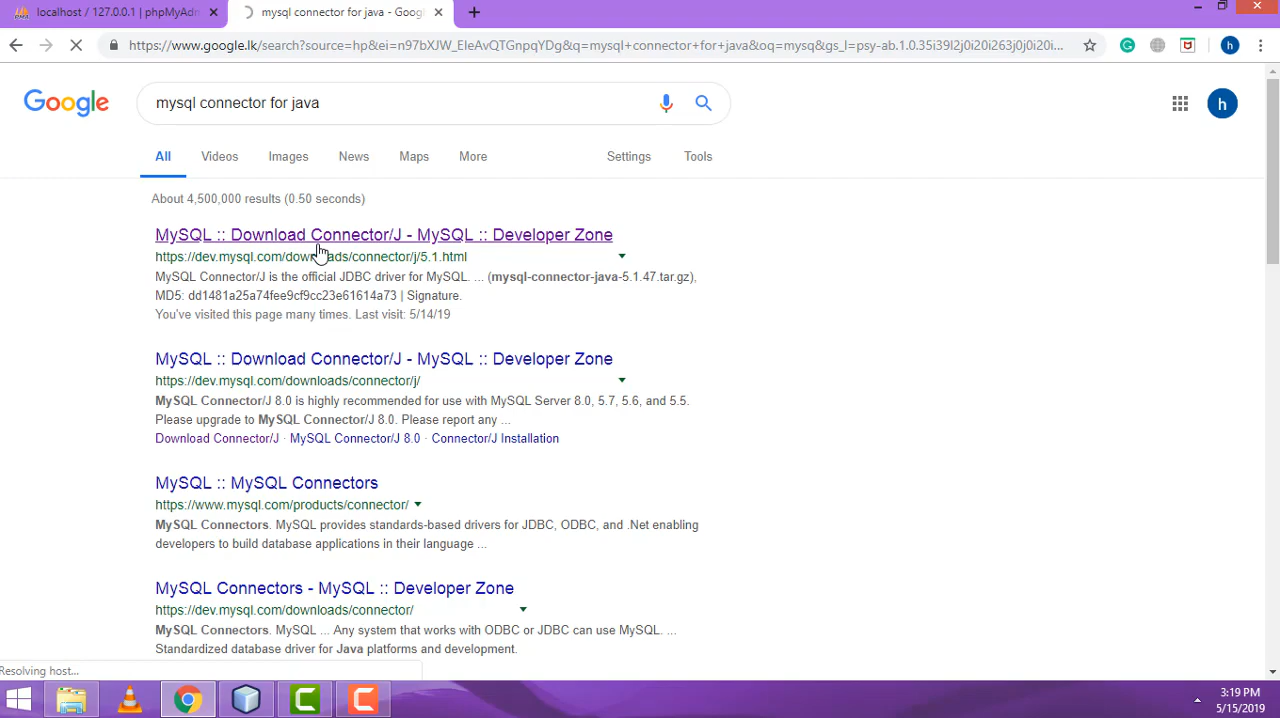 localhost / 127.0.0.1 | phpMyAdm
mysql connector for java - Goog
https://www.google.lk/search?source=hp&ei=n97bXJW_EleAvQTGnpqYDg&q=mysql+connector+for+java&oq=mysq&gs_l=psy-ab.1.0.35i39l2j0i20i263j0j0i20i...
h
Google
mysql connector for java
h
All Videos Images News Maps More Settings Tools
About 4,500,000 results (0.50 seconds)
MySQL :: Download Connector/J - MySQL :: Developer Zone
https://dev.mysql.com/downloads/connector/j/5.1.html
MySQL Connector/J is the official JDBC driver for MySQL. ... (mysql-connector-java-5.1.47.tar.gz),
MD5: dd1481a25a74fee9cf9cc23e61614a73 | Signature.
You've visited this page many times. Last visit: 5/14/19
MySQL :: Download Connector/J - MySQL :: Developer Zone
https://dev.mysql.com/downloads/connector/j/
MySQL Connector/J 8.0 is highly recommended for use with MySQL Server 8.0, 5.7, 5.6, and 5.5.
Please upgrade to MySQL Connector/J 8.0. Please report any ...
Download Connector/J · MySQL Connector/J 8.0 · Connector/J Installation
MySQL :: MySQL Connectors
https://www.mysql.com/products/connector/
MySQL Connectors. MySQL provides standards-based drivers for JDBC, ODBC, and .Net enabling
developers to build database applications in their language ...
MySQL Connectors - MySQL :: Developer Zone
https://dev.mysql.com/downloads/connector/
MySQL Connectors. MySQL ... Any system that works with ODBC or JDBC can use MySQL. ...
Standardized database driver for Java platforms and development.
Resolving host...
3:19 PM
5/15/2019